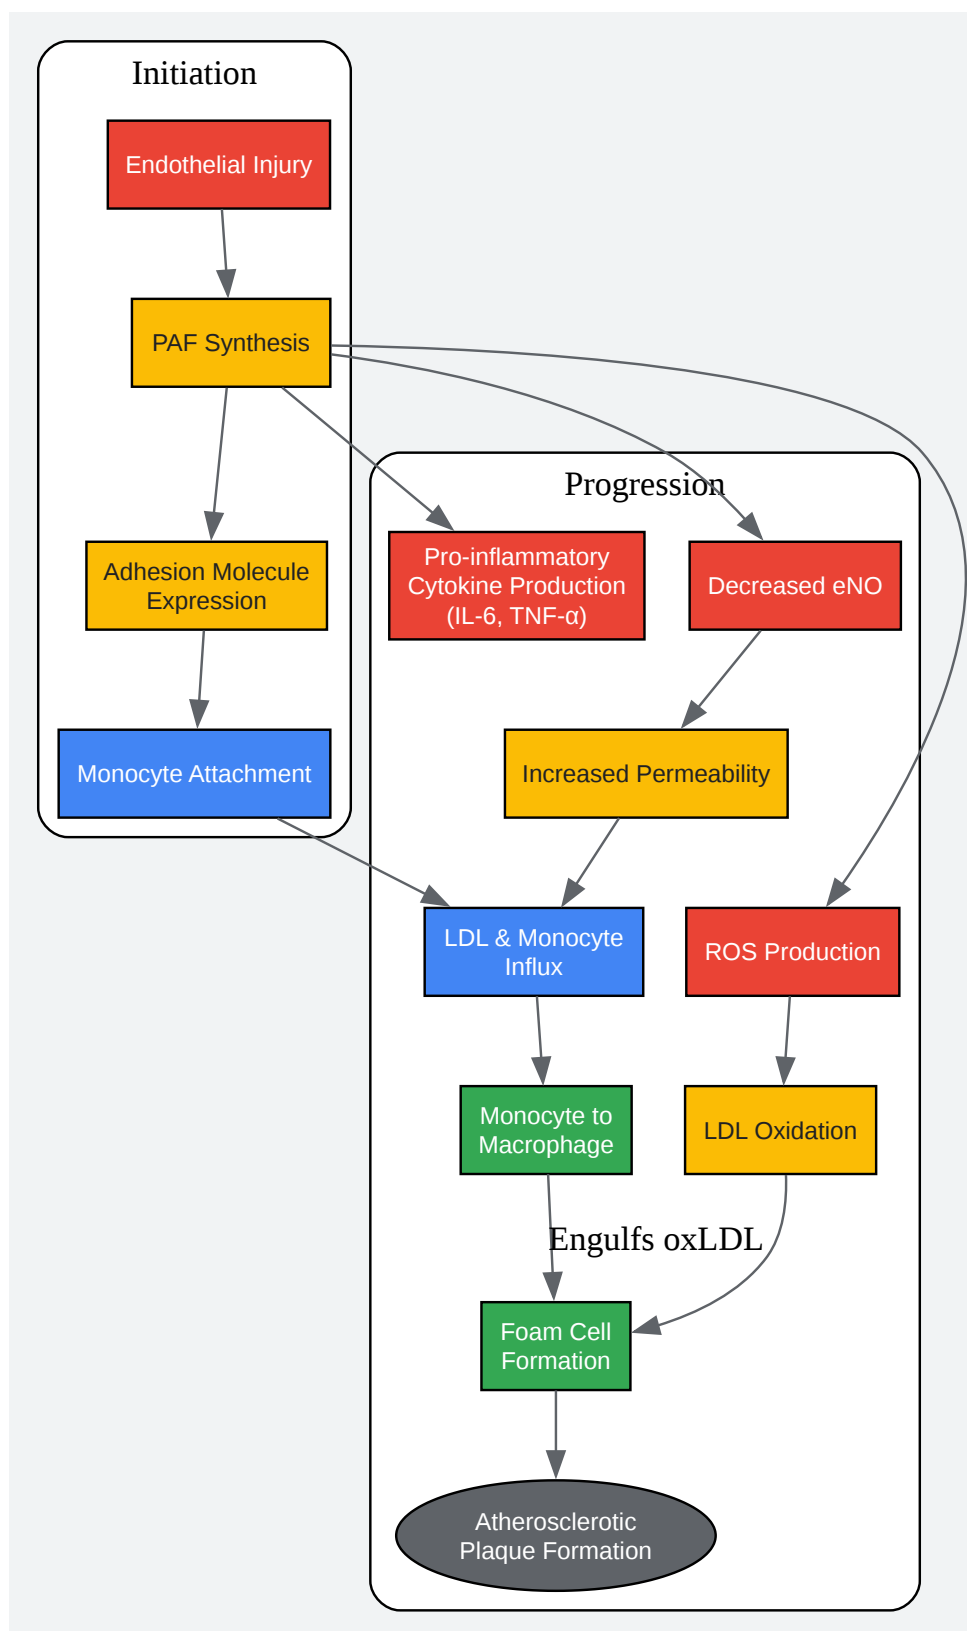 Initiation
Endothelial Injury
PAF Synthesis
Adhesion Molecule
Expression
Monocyte Attachment
Progression
Pro-inflammatory
Cytokine Production
(IL-6, TNF-α)
Decreased eNO
Increased Permeability
LDL & Monocyte
Influx
ROS Production
Monocyte to
Macrophage
LDL Oxidation
Engulfs oxLDL
Foam Cell
Formation
Atherosclerotic
Plaque Formation